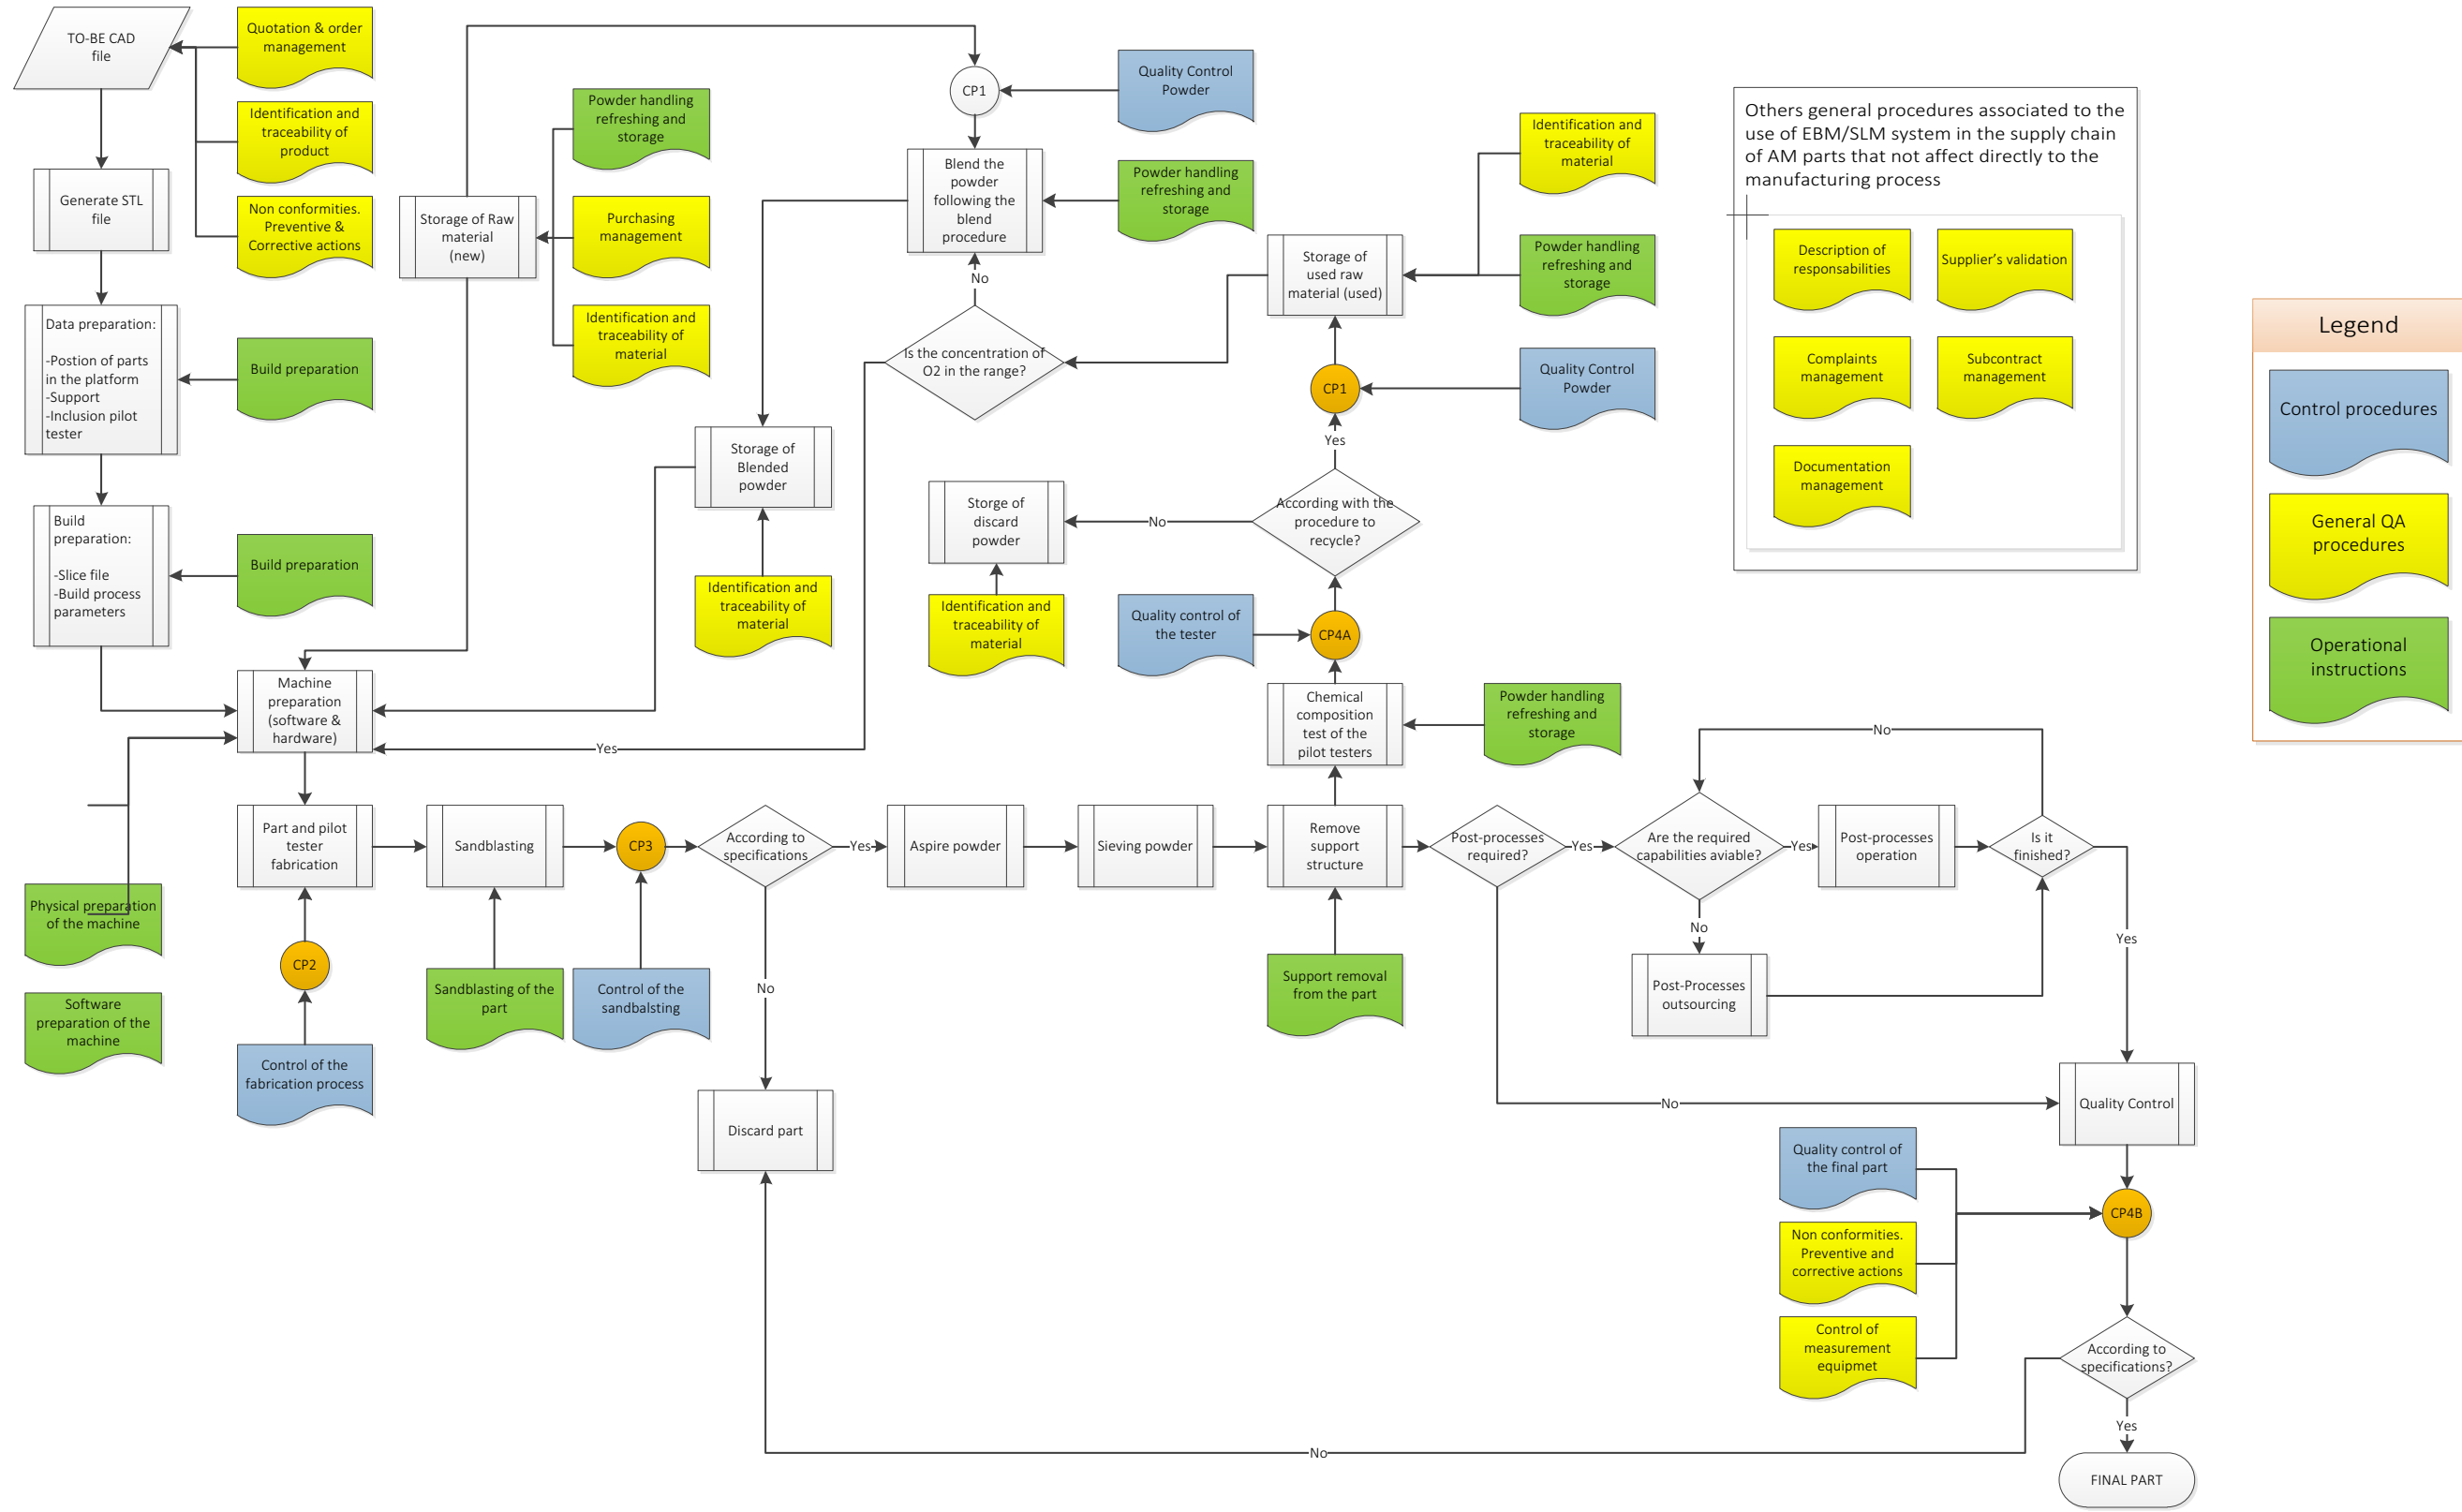 TO-BE CAD
file
Quotation & order
management
Identification and
traceability of
product
Non conformities.
Preventive &
Corrective actions
Generate STL
file
Data preparation:
-Postion of parts
in the platform
-Support
-Inclusion pilot
tester
Build preparation
Build
preparation:
-Slice file
-Build process
parameters
Build preparation
Storage of Raw
material
(new)
Powder handling
refreshing and
storage
Purchasing
management
Identification and
traceability of
material
CP1
Quality Control
Powder
Blend the
powder
following the
blend
procedure
Powder handling
refreshing and
storage
No
Is the concentration of
O2 in the range?
Storage of
used raw
material (used)
Identification and
traceability of
material
Powder handling
refreshing and
storage
CP1
Quality Control
Powder
Yes
According with the
procedure to
recycle?
No
Storge of
discard
powder
Identification and
traceability of
material
Storage of
Blended
powder
Identification and
traceability of
material
Quality control of
the tester
CP4A
Chemical
composition
test of the
pilot testers
Powder handling
refreshing and
storage
Machine
preparation
(software &
hardware)
Yes
Physical preparation
of the machine
Software
preparation of the
machine
Part and pilot
tester
fabrication
CP2
Control of the
fabrication process
Sandblasting
Sandblasting of the
part
CP3
Control of the
sandbalsting
According to
specifications
Yes
No
Discard part
Aspire powder
Sieving powder
Remove
support
structure
Support removal
from the part
Post-processes
required?
Yes
No
Are the required
capabilities aviable?
Yes
No
Post-Processes
outsourcing
Post-processes
operation
Is it
finished?
No
Yes
Quality Control
Quality control of
the final part
Non conformities.
Preventive and
corrective actions
Control of
measurement
equipmet
CP4B
According to
specifications?
No
Yes
FINAL PART
Others general procedures associated to the
use of EBM/SLM system in the supply chain
of AM parts that not affect directly to the
manufacturing process
Description of
responsabilities
Supplier's validation
Complaints
management
Subcontract
management
Documentation
management
Legend
Control procedures
General QA
procedures
Operational
instructions